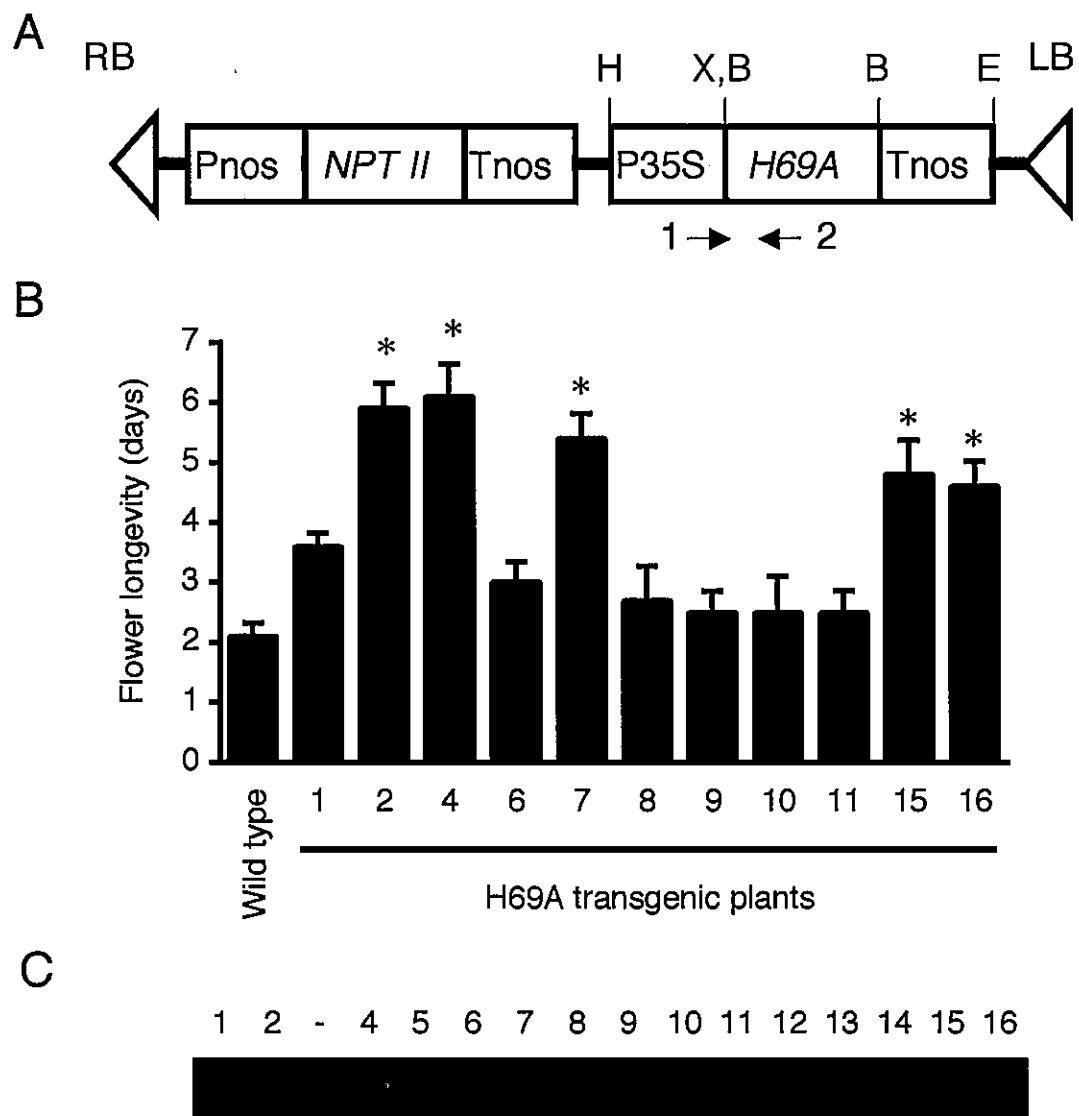 A
RB H X,B B E LB
Pnos NPT II Tnos P35S H69A Tnos
1 2
B
Flower longevity (days)
7
6
5
4
3
2
1
0
* * * * *
Wild type 1 2 4 6 7 8 9 10 11 15 16
H69A transgenic plants
C
1 2 - 4 5 6 7 8 9 10 11 12 13 14 15 16